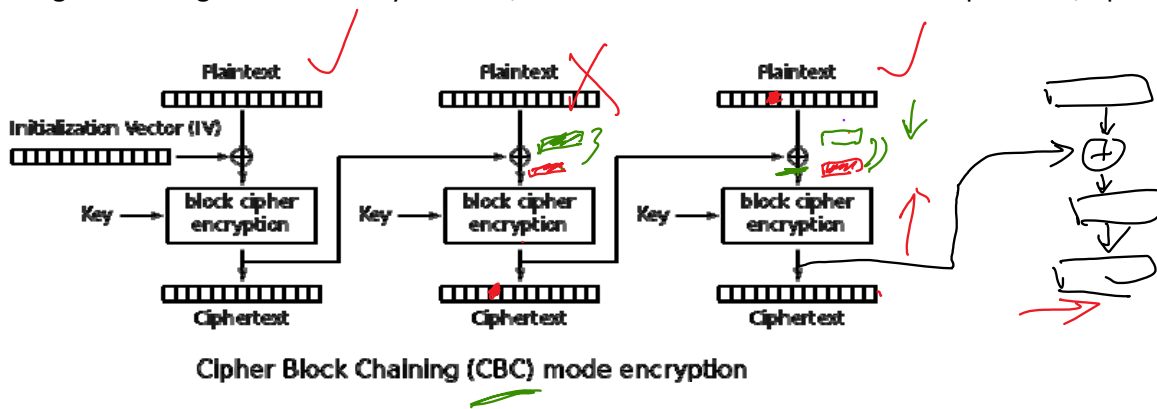 Plaintext
Plaintext
Plaintext
Initialization Vector (IV)
Key
block cipher
encryption
Key
block cipher
encryption
Key
block cipher
encryption
Ciphertext
Ciphertext
Ciphertext
Cipher Block Chaining (CBC) mode encryption